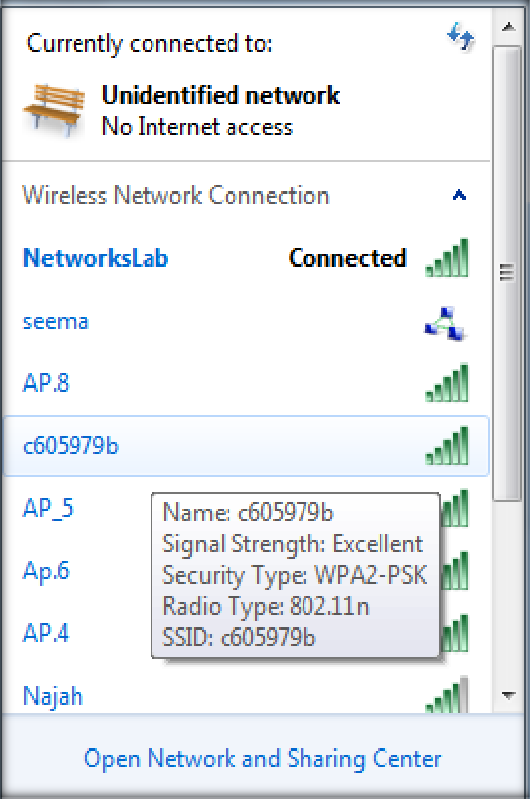 Currently connected to:
Unidentified network
No Internet access
Wireless Network Connection
NetworksLab Connected
seema
AP.8
c605979b
AP_5
Name: c605979b
Signal Strength: Excellent
Security Type: WPA2-PSK
Radio Type: 802.11n
SSID: c605979b
Ap.6
AP.4
Najah
Open Network and Sharing Center